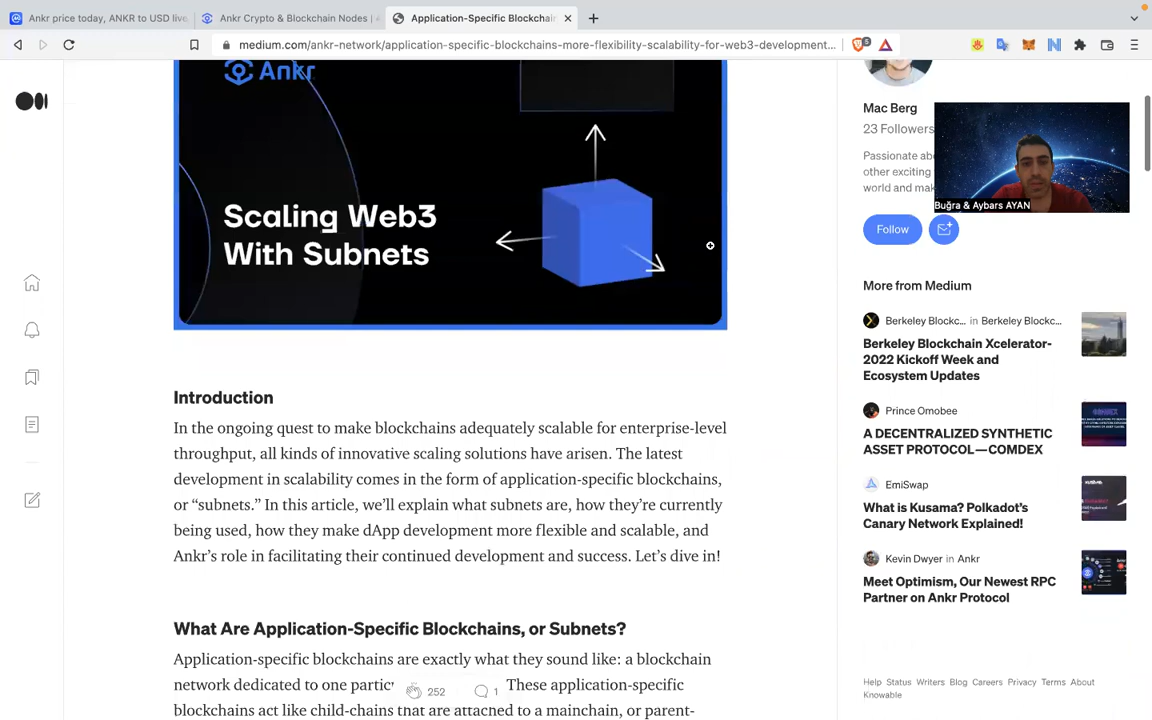 Ankr price today, ANKR to USD live
Ankr Crypto & Blockchain Nodes |
Application-Specific Blockchai
medium.com/ankr-network/application-specific-blockchains-more-flexibility-scalability-for-web3-development...
Ankr
Scaling Web3
With Subnets
Introduction
In the ongoing quest to make blockchains adequately scalable for enterprise-level
throughput, all kinds of innovative scaling solutions have arisen. The latest
development in scalability comes in the form of application-specific blockchains,
or “subnets.” In this article, we’ll explain what subnets are, how they’re currently
being used, how they make dApp development more flexible and scalable, and
Ankr’s role in facilitating their continued development and success. Let’s dive in!
What Are Application-Specific Blockchains, or Subnets?
Application-specific blockchains are exactly what they sound like: a blockchain
network dedicated to one partic
These application-specific
252
1
blockchains act like child-chains that are attached to a mainchain, or parent-
Mac Berg
23 Followers
Passionate ab
other exciting
world and mak
Buğra & Aybars AYAN
Follow
More from Medium
Berkeley Blockc... in Berkeley Blockc...
Berkeley Blockchain Xcelerator-
2022 Kickoff Week and
Ecosystem Updates
Prince Omobee
A DECENTRALIZED SYNTHETIC
ASSET PROTOCOL—COMDEX
EmiSwap
What is Kusama? Polkadot’s
Canary Network Explained!
Kevin Dwyer in Ankr
Meet Optimism, Our Newest RPC
Partner on Ankr Protocol
Help Status Writers Blog Careers Privacy Terms About
Knowable